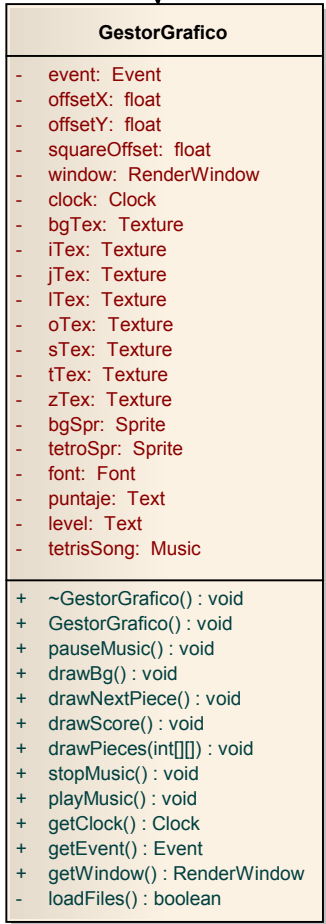 GestorGrafico
- event: Event
- offsetX: float
- offsetY: float
- squareOffset: float
- window: RenderWindow
- clock: Clock
- bgTex: Texture
- iTex: Texture
- jTex: Texture
- lTex: Texture
- oTex: Texture
- sTex: Texture
- tTex: Texture
- zTex: Texture
- bgSpr: Sprite
- tetroSpr: Sprite
- font: Font
- puntaje: Text
- level: Text
- tetrisSong: Music
+ ~GestorGrafico() : void
+ GestorGrafico() : void
+ pauseMusic() : void
+ drawBg() : void
+ drawNextPiece() : void
+ drawScore() : void
+ drawPieces(int[][]) : void
+ stopMusic() : void
+ playMusic() : void
+ getClock() : Clock
+ getEvent() : Event
+ getWindow() : RenderWindow
- loadFiles() : boolean